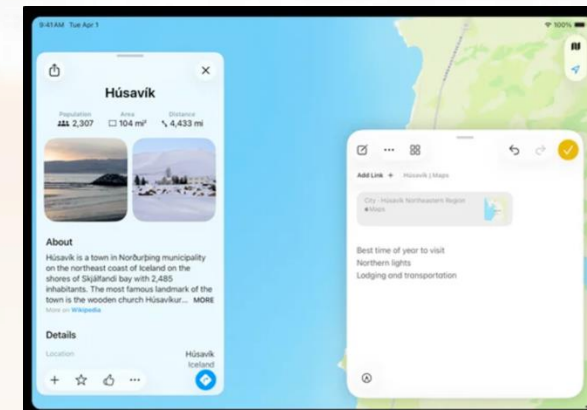 9:41 AM Tue Apr 1
100%
Húsavík
Population
2,307
Area
104 mi²
Distance
4,433 mi
About
Húsavík is a town in Norðurþing municipality
on the northeast coast of Iceland on the
shores of Skjálfandi bay with 2,485
inhabitants. The most famous landmark of the
town is the wooden church Húsavíkur... MORE
More on Wikipedia
Details
Location
Húsavík
Iceland
Add Link + Húsavík | Maps
City · Húsavík Northeastern Region
Maps
Best time of year to visit
Northern lights
Lodging and transportation